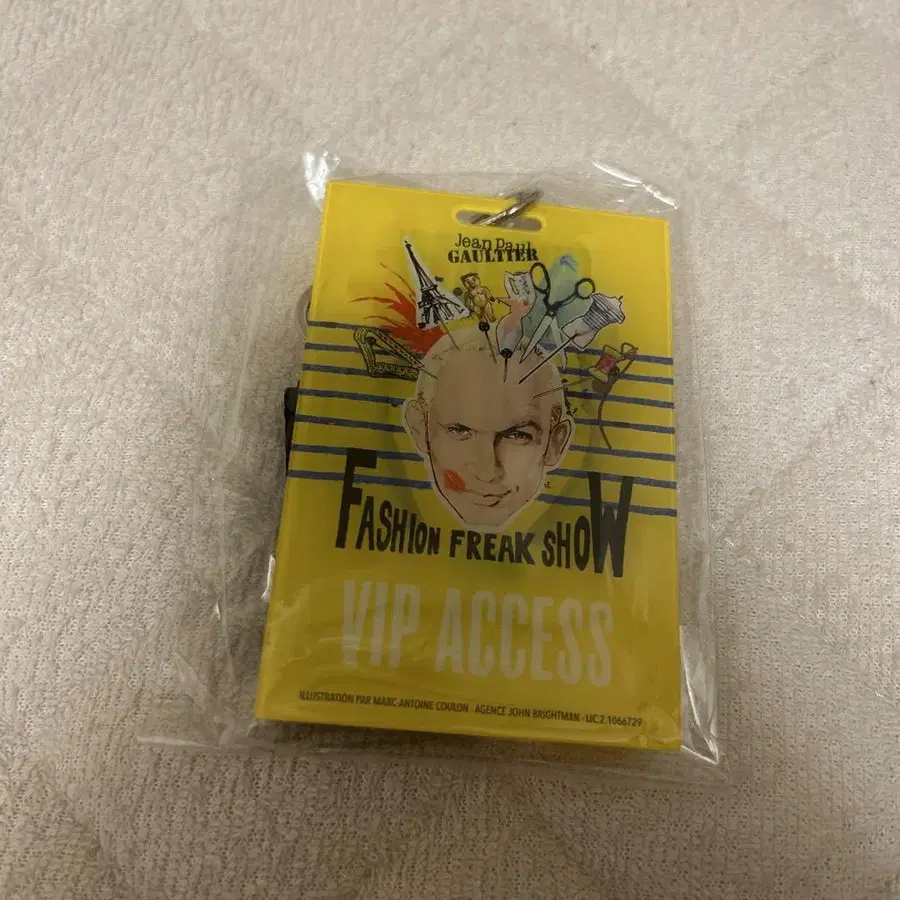 Jean Paul
GAULTIER
FASHION FREAK SHOW
VIP ACCESS
ILLUSTRATION PAR MARC-ANTOINE COULON - AGENCE JOHN BRIGHTMAN - LIC.2 1066729